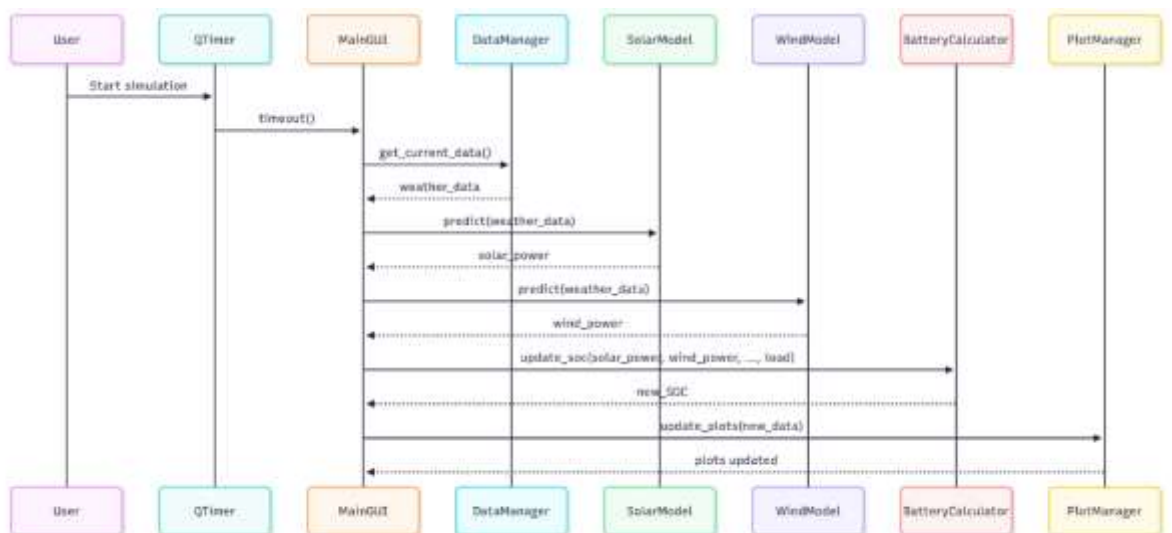 User QTimer MainGUI DataManager SolarModel WindModel BatteryCalculator PlotManager
Start simulation
timeout()
get_current_data()
weather_data
predict(weather_data)
solar_power
predict(weather_data)
wind_power
update_soc(solar_power, wind_power, ..., load)
new_SOC
update_plots(new_data)
plots updated
User QTimer MainGUI DataManager SolarModel WindModel BatteryCalculator PlotManager